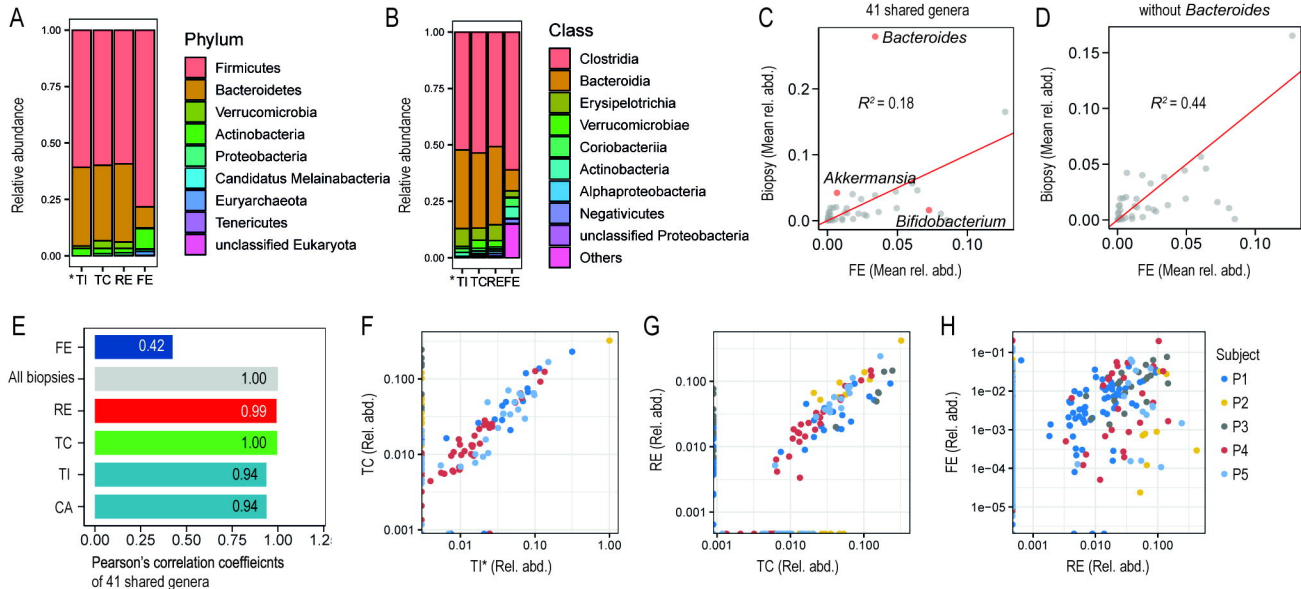 A
Phylum
Relative abundance
1.00
0.75
0.50
0.25
0.00
* TI TC RE FE
Firmicutes
Bacteroidetes
Verrucomicrobia
Actinobacteria
Proteobacteria
Candidatus Melainabacteria
Euryarchaeota
Tenericutes
unclassified Eukaryota
B
Class
Relative abundance
1.00
0.75
0.50
0.25
0.00
* TI TCREFE
Clostridia
Bacteroidia
Erysipelotrichia
Verrucomicrobiae
Coriobacteriia
Actinobacteria
Alphaproteobacteria
Negativicutes
unclassified Proteobacteria
Others
C
41 shared genera
Biopsy (Mean rel. abd.)
0.2
0.1
0.0
Bacteroides
R² = 0.18
Akkermansia
Bifidobacterium
0.00 0.05 0.10
FE (Mean rel. abd.)
D
without Bacteroides
Biopsy (Mean rel. abd.)
0.15
0.10
0.05
0.00
R² = 0.44
0.00 0.05 0.10
FE (Mean rel. abd.)
E
FE 0.42
All biopsies 1.00
RE 0.99
TC 1.00
TI 0.94
CA 0.94
0.00 0.25 0.50 0.75 1.00 1.25
Pearson's correlation coeffieicnts
of 41 shared genera
F
TC (Rel. abd.)
0.100
0.010
0.001
0.01 0.10 1.00
TI* (Rel. abd.)
G
RE (Rel. abd.)
0.100
0.010
0.001
0.001 0.010 0.100
TC (Rel. abd.)
H
FE (Rel. abd.)
1e-01
1e-02
1e-03
1e-04
1e-05
0.001 0.010 0.100
RE (Rel. abd.)
Subject
P1
P2
P3
P4
P5